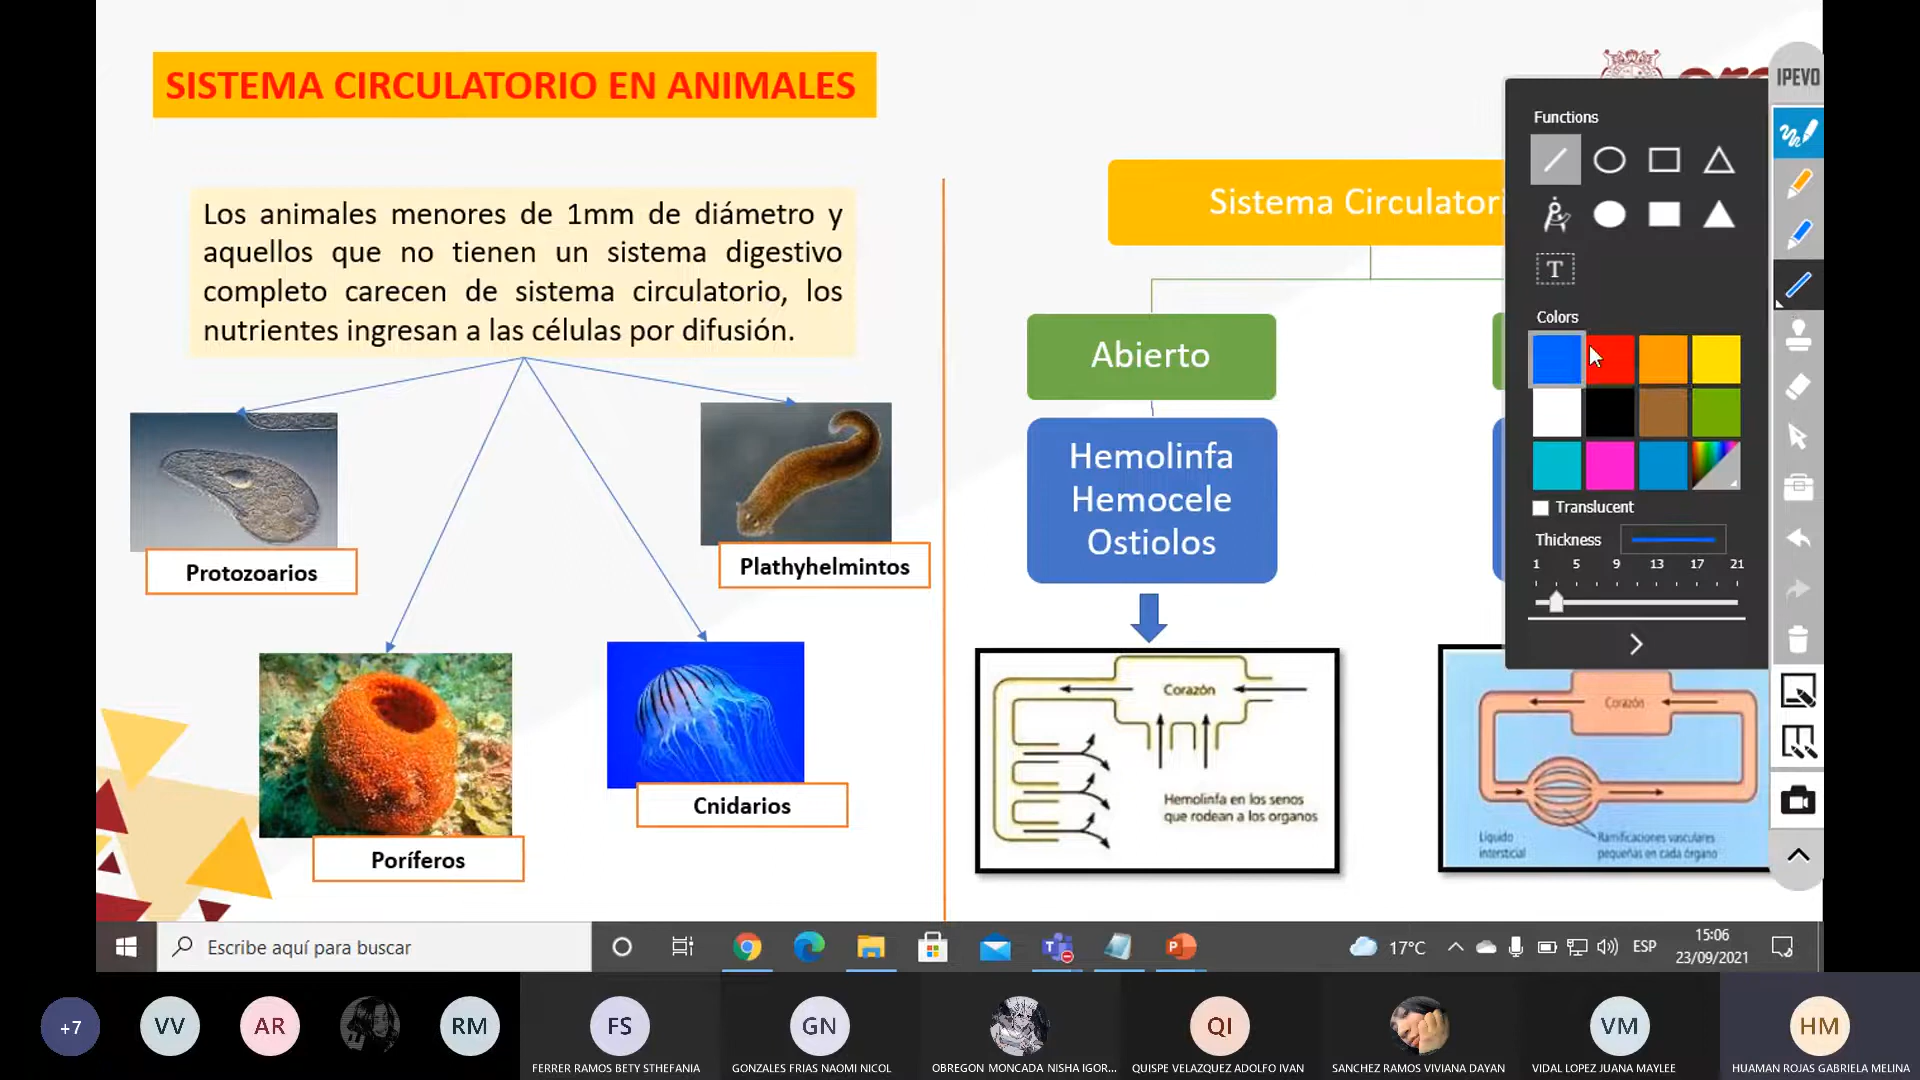 SISTEMA CIRCULATORIO EN ANIMALES
Los animales menores de 1mm de diámetro y
aquellos que no tienen un sistema digestivo
completo carecen de sistema circulatorio, los
nutrientes ingresan a las células por difusión.
Protozoarios
Plathyhelmintos
Poríferos
Cnidarios
Sistema Circulatori
Abierto
Hemolinfa
Hemocele
Ostiolos
Corazón
Hemolinfa en los senos
que rodean a los organos
Corazón
Líquido
intersticial
Ramificaciones vasculares
pequeñas en cada órgano
IPEVO
Functions
T
Colors
Translucent
Thickness
1 5 9 13 17 21
Escribe aquí para buscar
17°C
ESP
15:06
23/09/2021
+7
VV
AR
RM
FS
FERRER RAMOS BETY STHEFANIA
GN
GONZALES FRIAS NAOMI NICOL
OBREGON MONCADA NISHA IGOR...
QI
QUISPE VELAZQUEZ ADOLFO IVAN
SANCHEZ RAMOS VIVIANA DAYAN
VM
VIDAL LOPEZ JUANA MAYLEE
HM
HUAMAN ROJAS GABRIELA MELINA